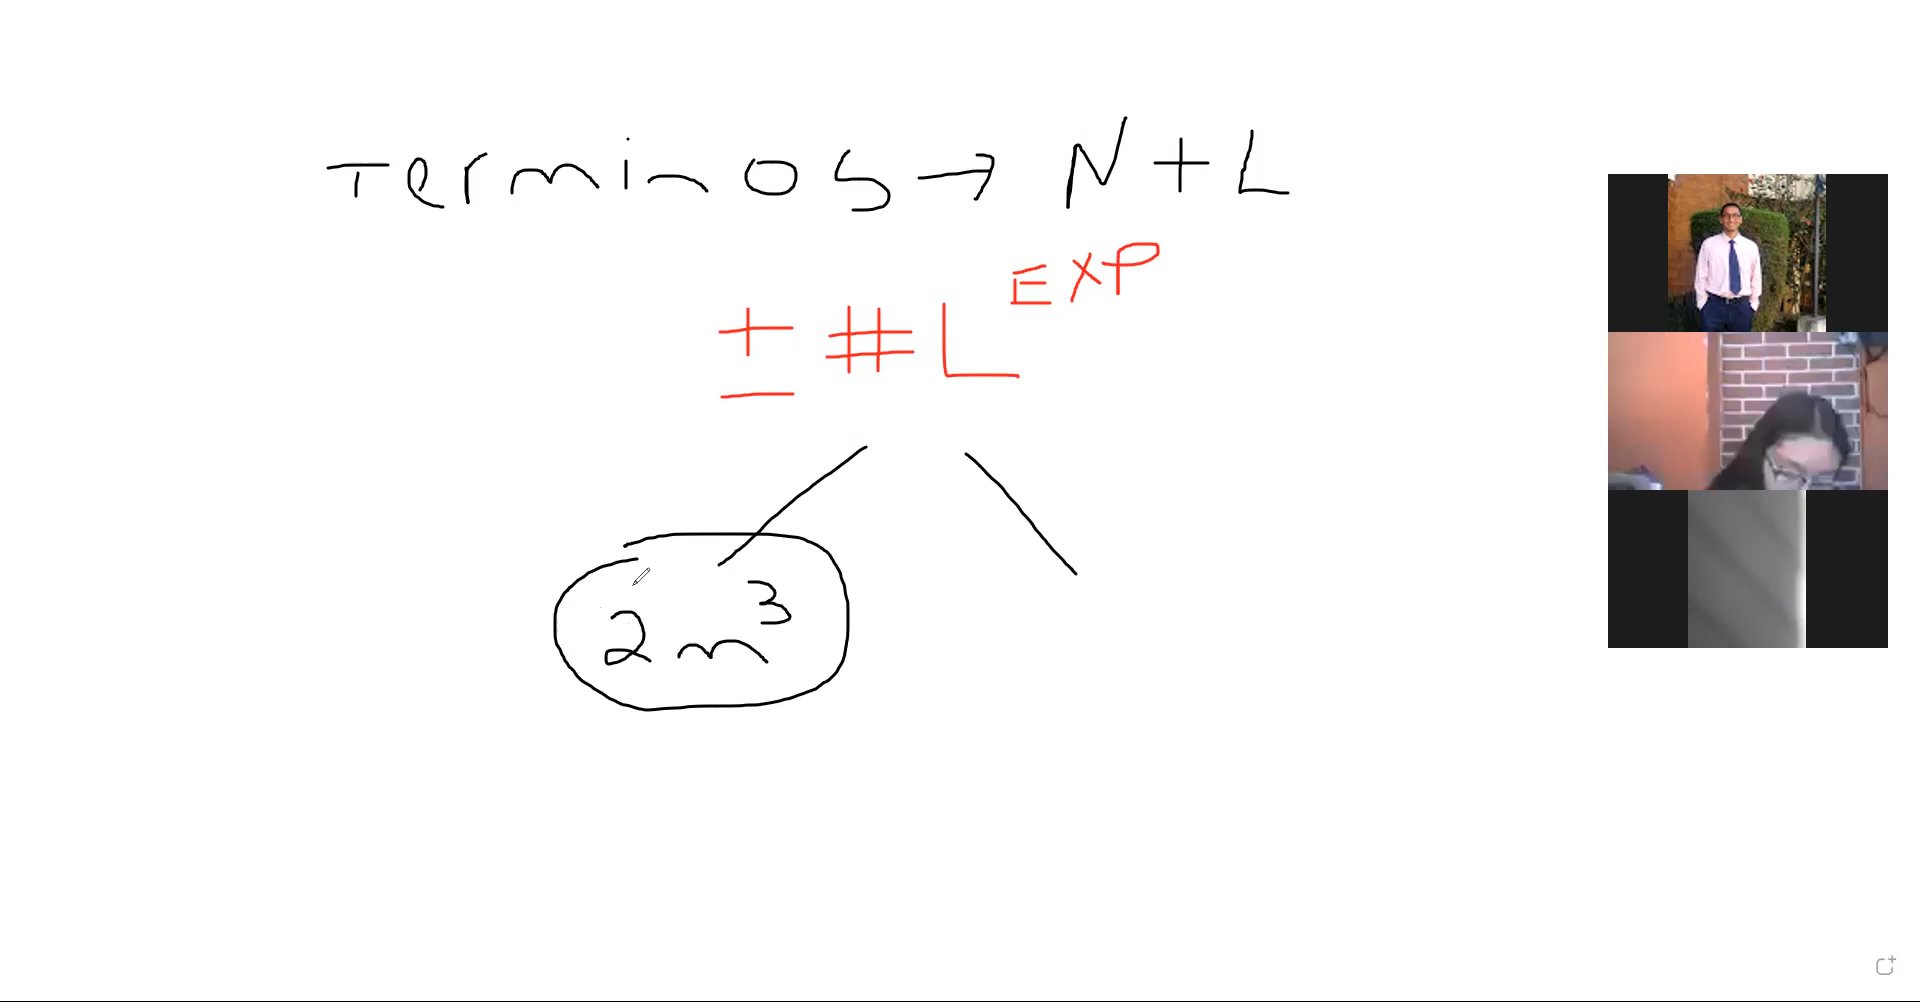 Terminos → N+L
± # L^EXP
2m³